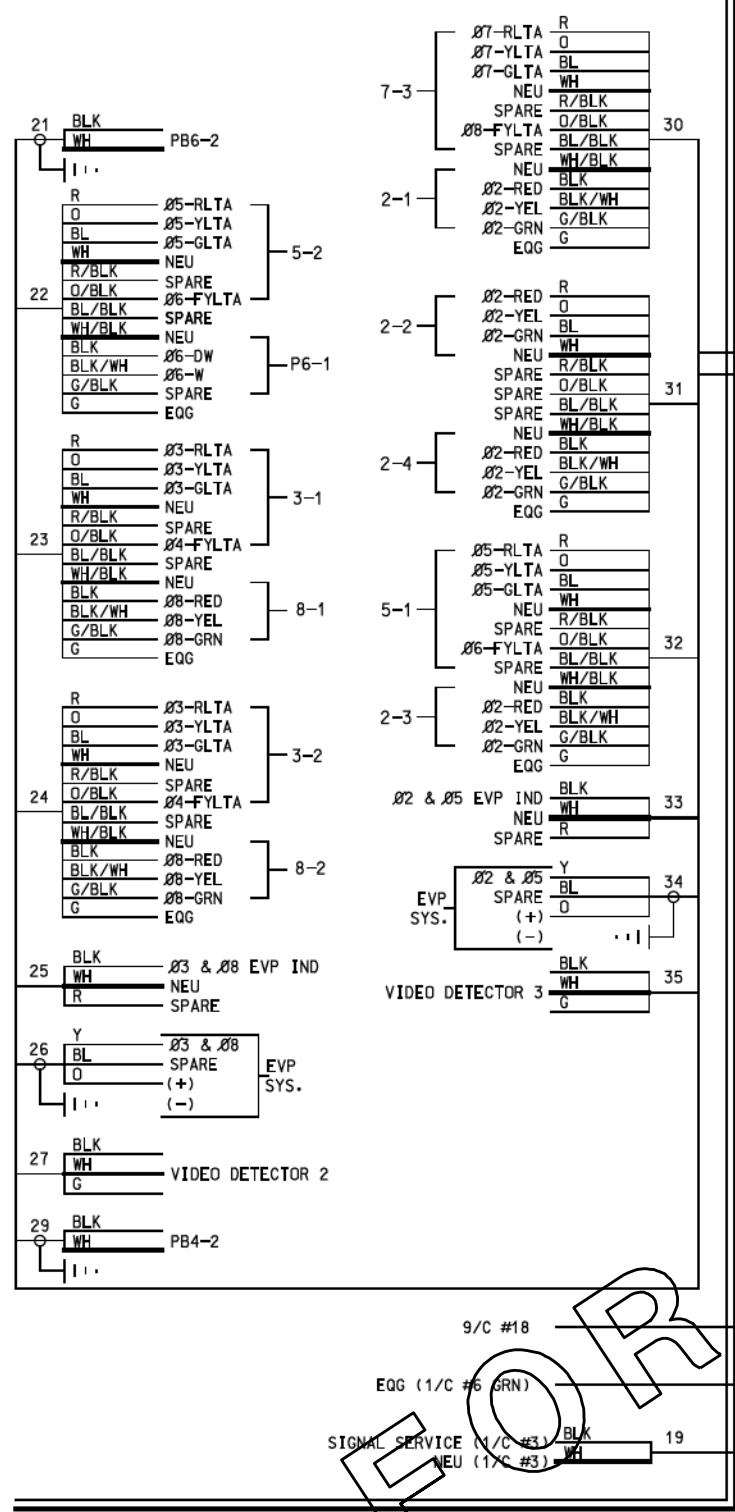 21 BLK
WH PB6-2
R Ø5-RLTA
O Ø5-YLTA
BL Ø5-GLTA
WH NEU 5-2
R/BLK SPARE
22 O/BLK Ø6-FYLTA
BL/BLK SPARE
WH/BLK NEU
BLK Ø6-DW
BLK/WH Ø6-W P6-1
G/BLK SPARE
G EQG
R Ø3-RLTA
O Ø3-YLTA
BL Ø3-GLTA
WH NEU 3-1
R/BLK SPARE
23 O/BLK Ø4-FYLTA
BL/BLK SPARE
WH/BLK NEU
BLK Ø8-RED
BLK/WH Ø8-YEL 8-1
G/BLK Ø8-GRN
G EQG
R Ø3-RLTA
O Ø3-YLTA
BL Ø3-GLTA
WH NEU 3-2
R/BLK SPARE
24 O/BLK Ø4-FYLTA
BL/BLK SPARE
WH/BLK NEU
BLK Ø8-RED
BLK/WH Ø8-YEL 8-2
G/BLK Ø8-GRN
G EQG
BLK Ø3 & Ø8 EVP IND
25 WH NEU
R SPARE
Y Ø3 & Ø8
26 BL SPARE EVP
O (+) SYS.
(-)
BLK
27 WH VIDEO DETECTOR 2
G
29 BLK
WH PB4-2
Ø7-RLTA R
Ø7-YLTA O
Ø7-GLTA BL
7-3 NEU WH
SPARE R/BLK
Ø8-FYLTA O/BLK 30
SPARE BL/BLK
NEU WH/BLK
Ø2-RED BLK
2-1 Ø2-YEL BLK/WH
Ø2-GRN G/BLK
EQG G
Ø2-RED R
Ø2-YEL O
2-2 Ø2-GRN BL
NEU WH
SPARE R/BLK
SPARE O/BLK 31
SPARE BL/BLK
NEU WH/BLK
Ø2-RED BLK
2-4 Ø2-YEL BLK/WH
Ø2-GRN G/BLK
EQG G
Ø5-RLTA R
Ø5-YLTA O
Ø5-GLTA BL
5-1 NEU WH
SPARE R/BLK
Ø6-FYLTA O/BLK 32
SPARE BL/BLK
NEU WH/BLK
Ø2-RED BLK
2-3 Ø2-YEL BLK/WH
Ø2-GRN G/BLK
EQG G
Ø2 & Ø5 EVP IND BLK
NEU WH 33
SPARE R
Ø2 & Ø5 Y
EVP SPARE BL 34
SYS. (+) O
(-)
BLK
VIDEO DETECTOR 3 WH 35
G
9/C #18
EQG (1/C #6 GRN)
SIGNAL SERVICE (1/C #3) BLK 19
NEU (1/C #3) WH
EOR